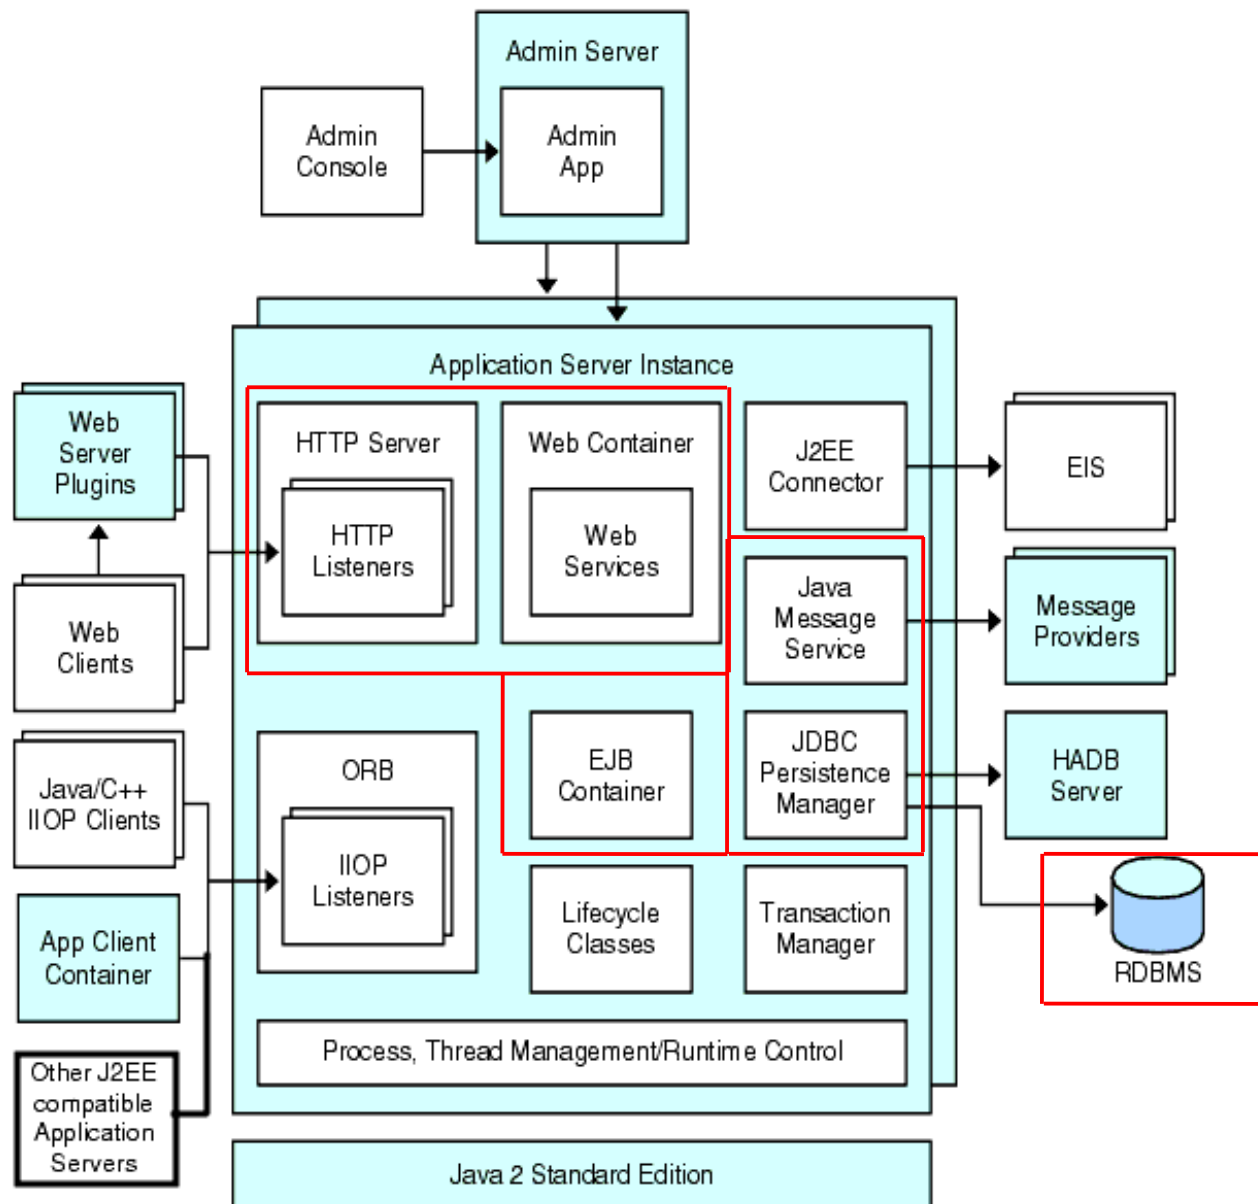 Admin Server
Admin
Console
Admin
App
Application Server Instance
Web
Server
Plugins
HTTP Server
HTTP
Listeners
Web Container
Web
Services
J2EE
Connector
EIS
Java
Message
Service
Message
Providers
Web
Clients
Java/C++
IIOP Clients
ORB
IIOP
Listeners
EJB
Container
JDBC
Persistence
Manager
HADB
Server
App Client
Container
Lifecycle
Classes
Transaction
Manager
RDBMS
Process, Thread Management/Runtime Control
Other J2EE
compatible
Application
Servers
Java 2 Standard Edition